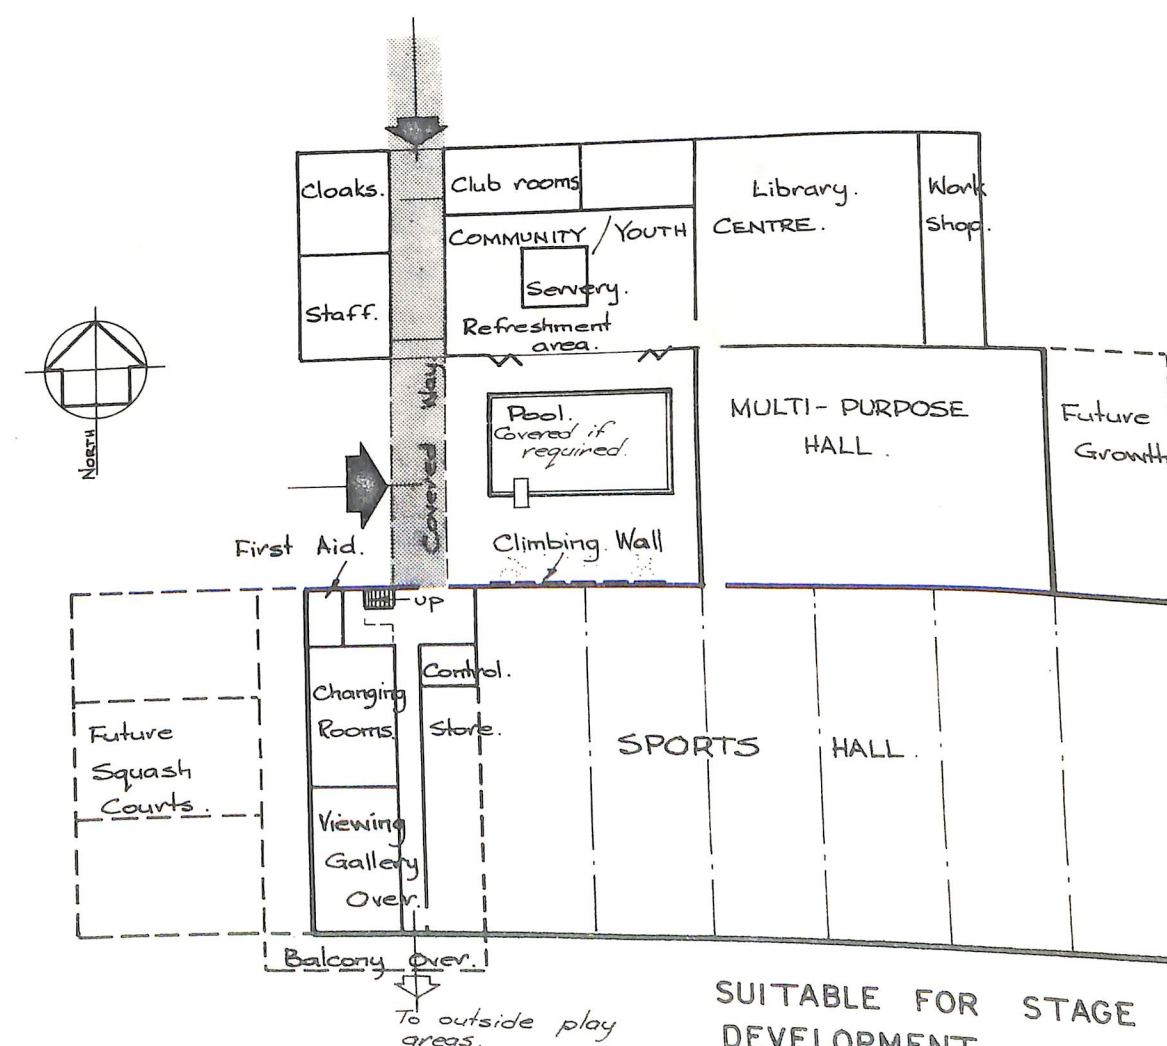 Cloaks.
Club rooms
Library.
Work
Shop.
COMMUNITY / YOUTH CENTRE.
Servery.
Staff.
Refreshment
area.
Covered Way.
NORTH
Pool.
Covered if
required.
MULTI-PURPOSE
HALL.
Future
Growth
First Aid.
Climbing Wall
up
Control.
Changing
Rooms
Store.
Future
Squash
Courts.
SPORTS HALL.
Viewing
Gallery
Over.
Balcony over.
To outside play
areas.
SUITABLE FOR STAGE
DEVELOPMENT